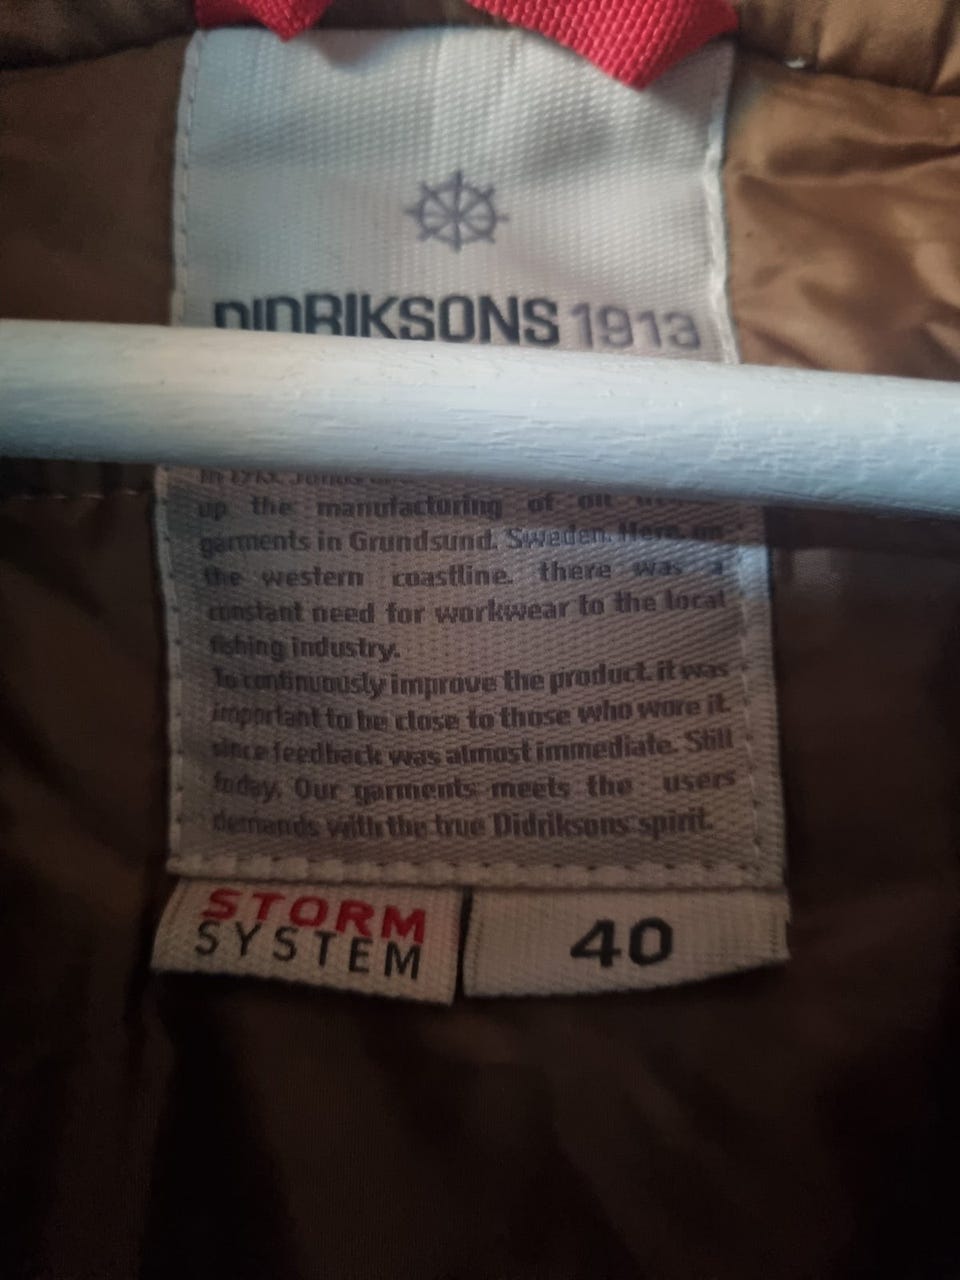 DIDRIKSONS 1913
In 1913,
up the manufacturing of oil
garments in Grundsund, Sweden. Here, on
the western coastline, there was a
constant need for workwear to the local
fishing industry.
To continuously improve the product, it was
important to be close to those who wore it,
since feedback was almost immediate. Still
today, Our garments meets the users
demands with the true Didriksons spirit.
STORM
SYSTEM
40